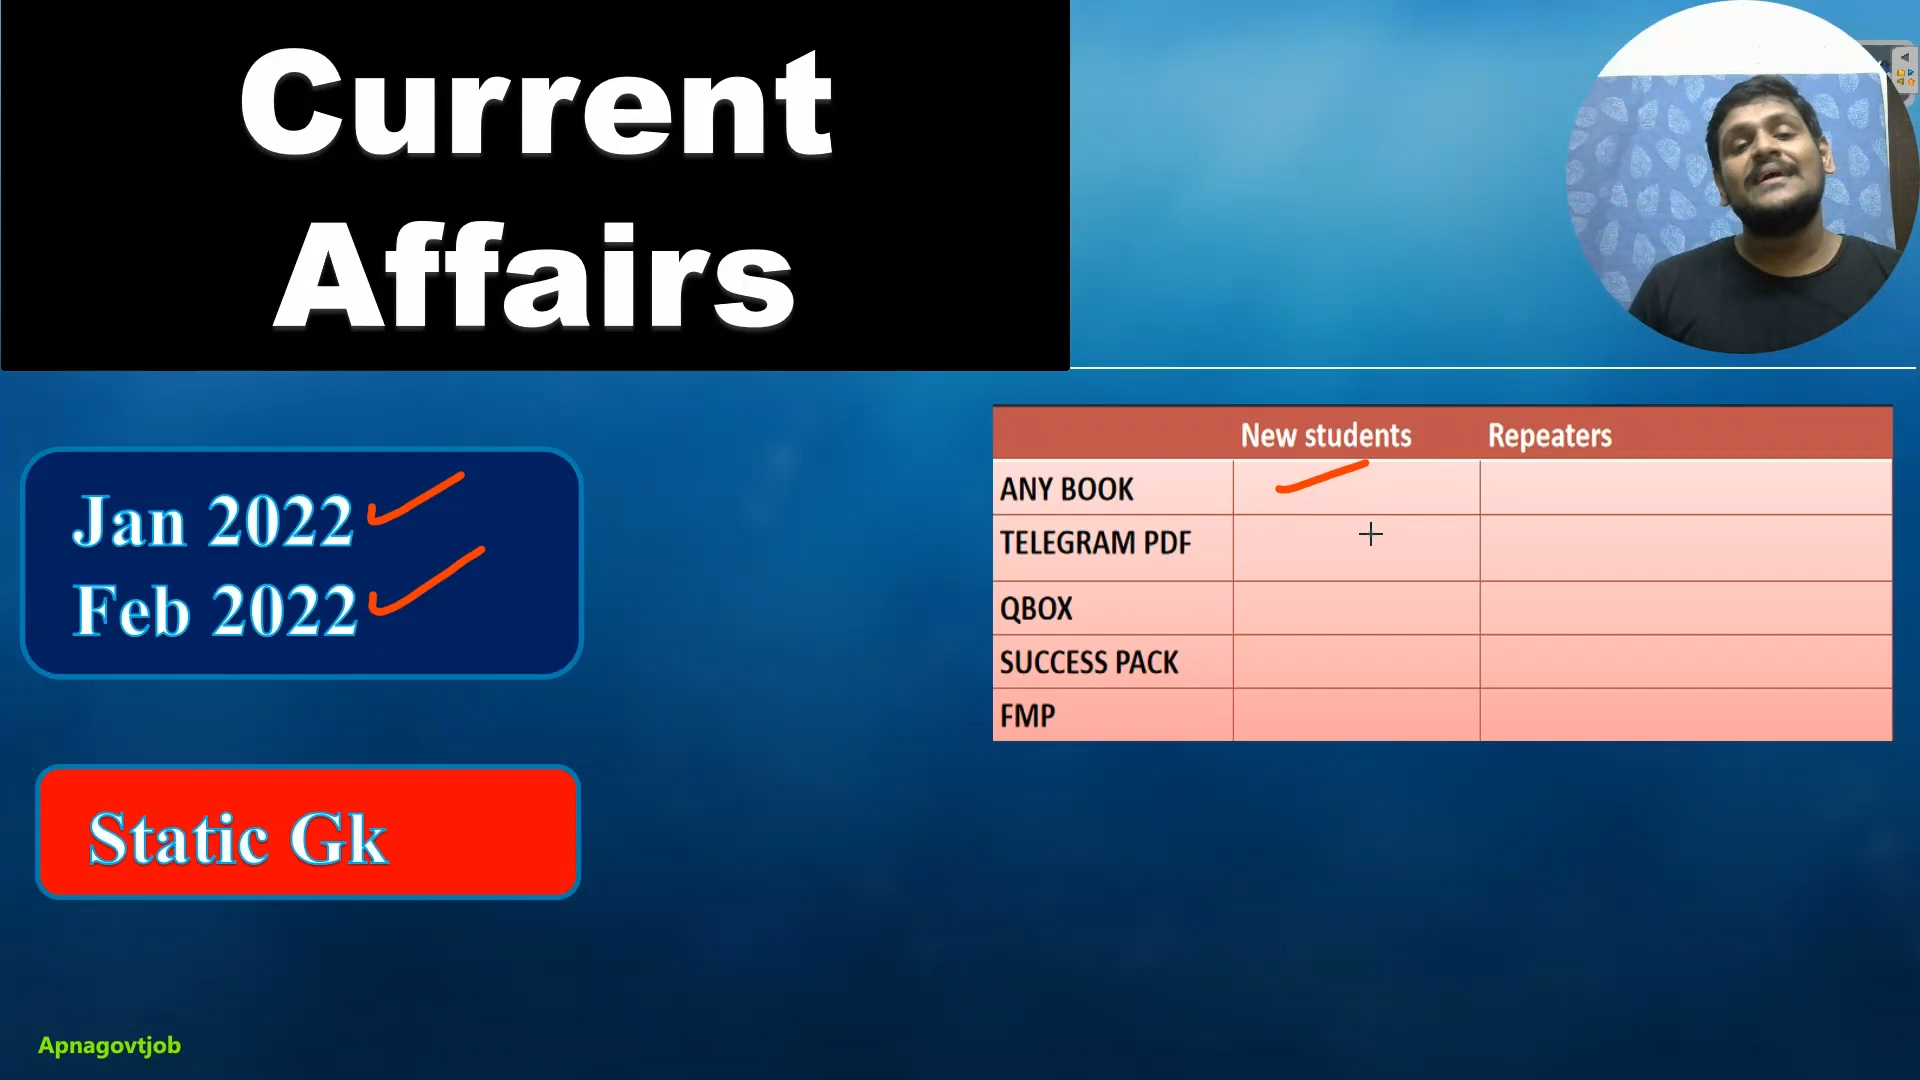 Current
Affairs
Jan 2022
Feb 2022
Static Gk
New students Repeaters
ANY BOOK
TELEGRAM PDF
QBOX
SUCCESS PACK
FMP
Apnagovtjob